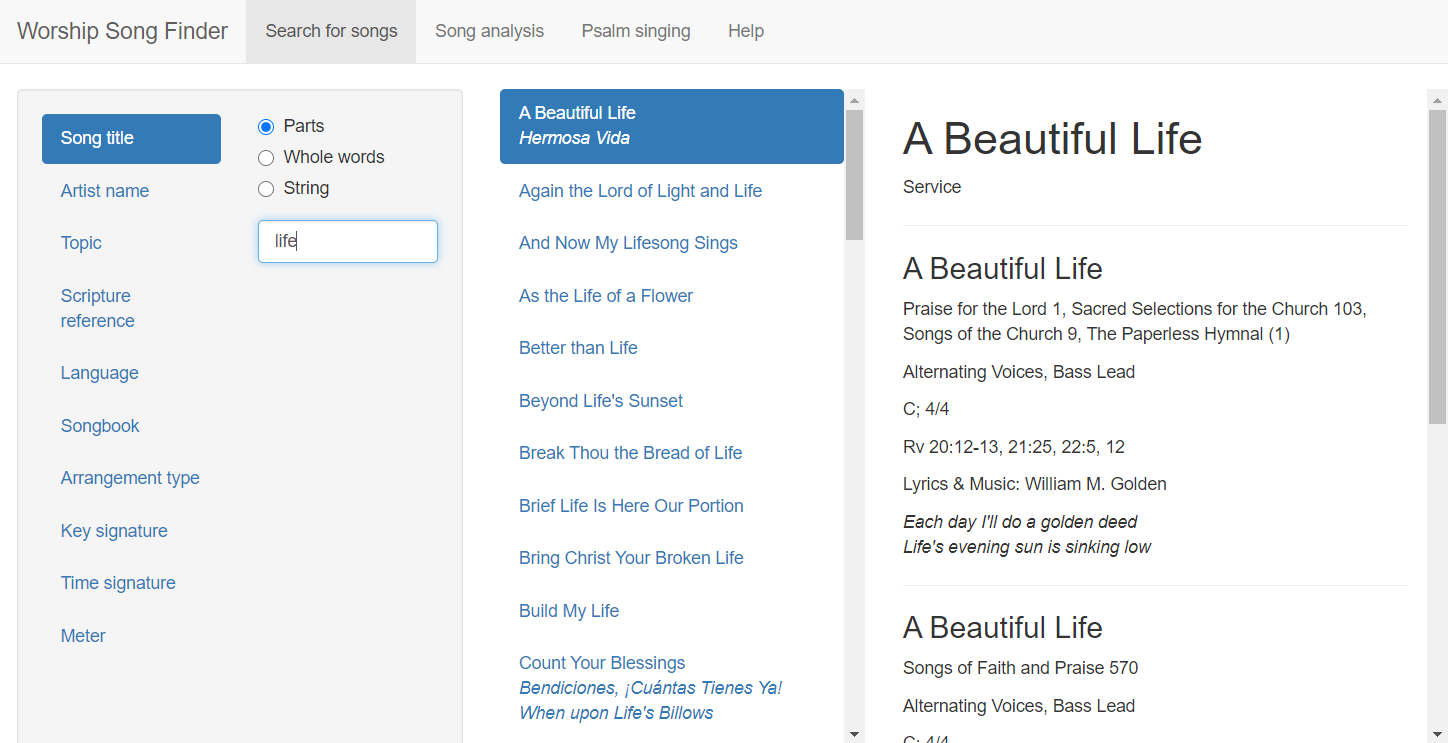 Worship Song Finder
Search for songs
Song analysis
Psalm singing
Help
Song title
Artist name
Topic
Scripture
reference
Language
Songbook
Arrangement type
Key signature
Time signature
Meter
Parts
Whole words
String
life
A Beautiful Life
Hermosa Vida
Again the Lord of Light and Life
And Now My Lifesong Sings
As the Life of a Flower
Better than Life
Beyond Life's Sunset
Break Thou the Bread of Life
Brief Life Is Here Our Portion
Bring Christ Your Broken Life
Build My Life
Count Your Blessings
Bendiciones, ¡Cuántas Tienes Ya!
When upon Life's Billows
A Beautiful Life
Service
A Beautiful Life
Praise for the Lord 1, Sacred Selections for the Church 103,
Songs of the Church 9, The Paperless Hymnal (1)
Alternating Voices, Bass Lead
C; 4/4
Rv 20:12-13, 21:25, 22:5, 12
Lyrics & Music: William M. Golden
Each day I'll do a golden deed
Life's evening sun is sinking low
A Beautiful Life
Songs of Faith and Praise 570
Alternating Voices, Bass Lead
C; 4/4